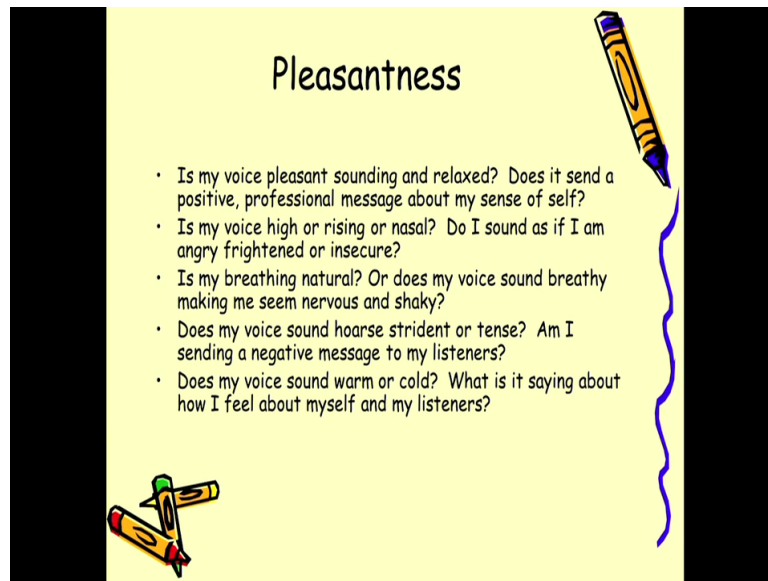 Pleasantness
• Is my voice pleasant sounding and relaxed? Does it send a
positive, professional message about my sense of self?
• Is my voice high or rising or nasal? Do I sound as if I am
angry frightened or insecure?
• Is my breathing natural? Or does my voice sound breathy
making me seem nervous and shaky?
• Does my voice sound hoarse strident or tense? Am I
sending a negative message to my listeners?
• Does my voice sound warm or cold? What is it saying about
how I feel about myself and my listeners?